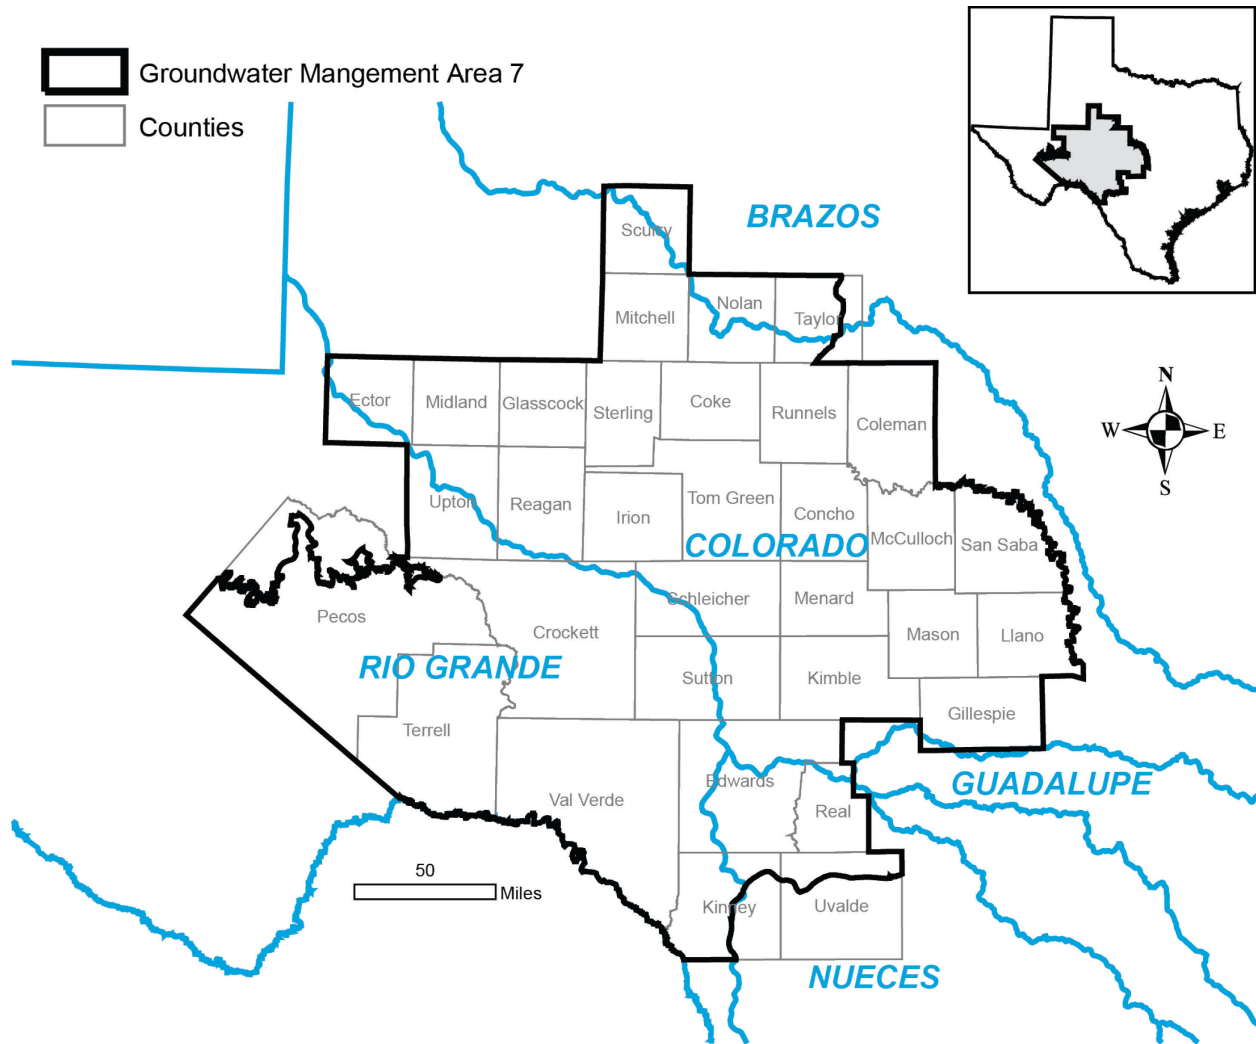 Groundwater Mangement Area 7
Counties
BRAZOS
Scurry
Nolan
Mitchell
Taylor
Ector
Midland
Glasscock
Sterling
Coke
Runnels
Coleman
N
W
E
S
Upton
Reagan
Irion
Tom Green
Concho
McCulloch
San Saba
COLORADO
Pecos
Crockett
Schleicher
Menard
Mason
Llano
RIO GRANDE
Sutton
Kimble
Gillespie
Terrell
Val Verde
Edwards
Real
GUADALUPE
50
Miles
Kinney
Uvalde
NUECES